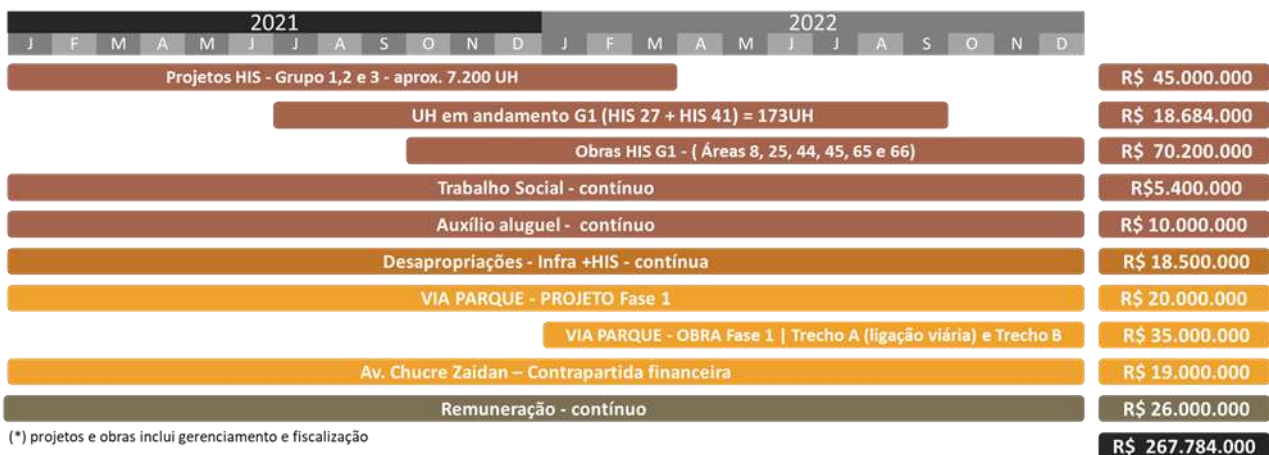 2021 2022
J F M A M J J A S O N D J F M A M J J A S O N D
Projetos HIS - Grupo 1,2 e 3 - aprox. 7.200 UH R$ 45.000.000
UH em andamento G1 (HIS 27 + HIS 41) = 173UH R$ 18.684.000
Obras HIS G1 - ( Áreas 8, 25, 44, 45, 65 e 66) R$ 70.200.000
Trabalho Social - contínuo R$5.400.000
Auxílio aluguel - contínuo R$ 10.000.000
Desapropriações - Infra +HIS - contínua R$ 18.500.000
VIA PARQUE - PROJETO Fase 1 R$ 20.000.000
VIA PARQUE - OBRA Fase 1 | Trecho A (ligação viária) e Trecho B R$ 35.000.000
Av. Chucre Zaidan – Contrapartida financeira R$ 19.000.000
Remuneração - contínuo R$ 26.000.000
(*) projetos e obras inclui gerenciamento e fiscalização
R$ 267.784.000